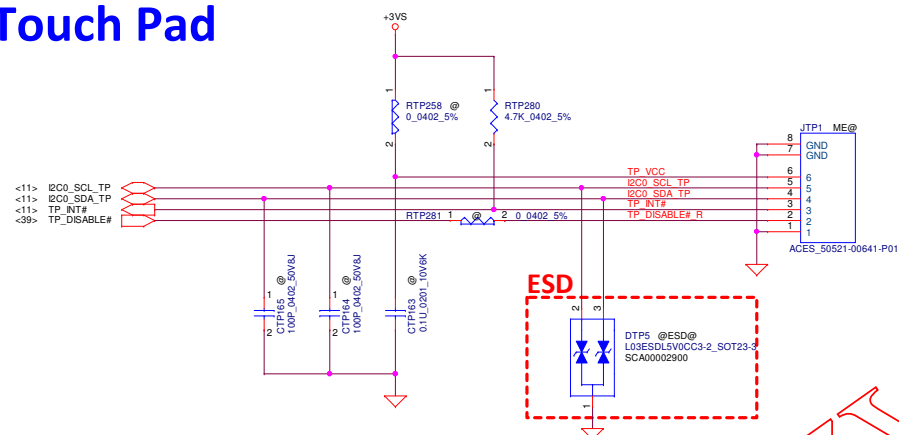 Touch Pad
+3VS
1
1
RTP258 @
0_0402_5%
RTP280
4.7K_0402_5%
2
2
JTP1 ME@
8 GND
7 GND
TP_VCC 6 6
<11> I2C0_SCL_TP I2C0_SCL_TP 5 5
<11> I2C0_SDA_TP I2C0_SDA_TP 4 4
<11> TP_INT# TP_INT# 3 3
<39> TP_DISABLE# RTP281 1 @ 2 0_0402_5% TP_DISABLE#_R 2 2
1 1
ACES_50521-00641-P01
1
2
CTP165 @
100P_0402_50V8J
1
2
CTP164 @
100P_0402_50V8J
CTP163 @
0.1U_0201_10V6K
ESD
2
3
DTP5 @ESD@
L03ESDL5V0CC3-2_SOT23-3
SCA00002900
1